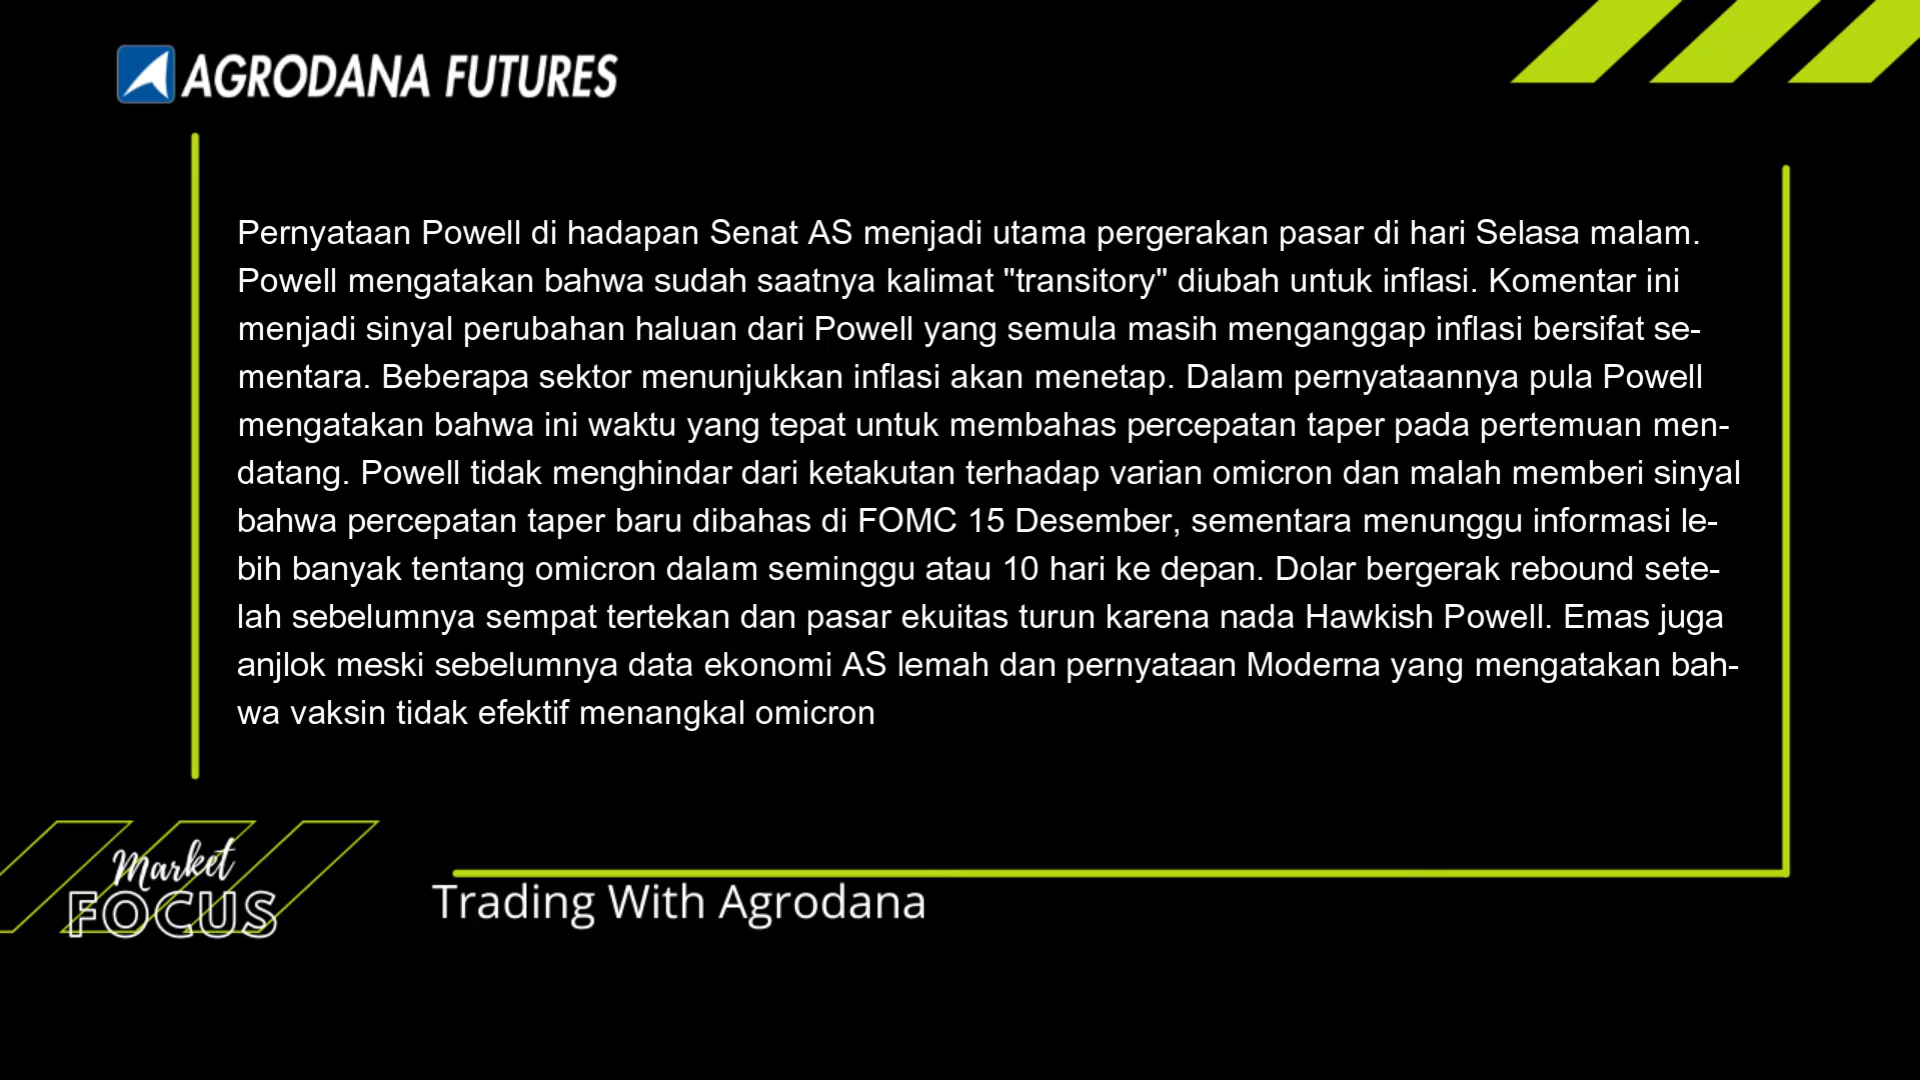 AGRODANA FUTURES
Pernyataan Powell di hadapan Senat AS menjadi utama pergerakan pasar di hari Selasa malam.
Powell mengatakan bahwa sudah saatnya kalimat "transitory" diubah untuk inflasi. Komentar ini
menjadi sinyal perubahan haluan dari Powell yang semula masih menganggap inflasi bersifat se-
mentara. Beberapa sektor menunjukkan inflasi akan menetap. Dalam pernyataannya pula Powell
mengatakan bahwa ini waktu yang tepat untuk membahas percepatan taper pada pertemuan men-
datang. Powell tidak menghindar dari ketakutan terhadap varian omicron dan malah memberi sinyal
bahwa percepatan taper baru dibahas di FOMC 15 Desember, sementara menunggu informasi le-
bih banyak tentang omicron dalam seminggu atau 10 hari ke depan. Dolar bergerak rebound sete-
lah sebelumnya sempat tertekan dan pasar ekuitas turun karena nada Hawkish Powell. Emas juga
anjlok meski sebelumnya data ekonomi AS lemah dan pernyataan Moderna yang mengatakan bah-
wa vaksin tidak efektif menangkal omicron
Market
FOCUS
Trading With Agrodana